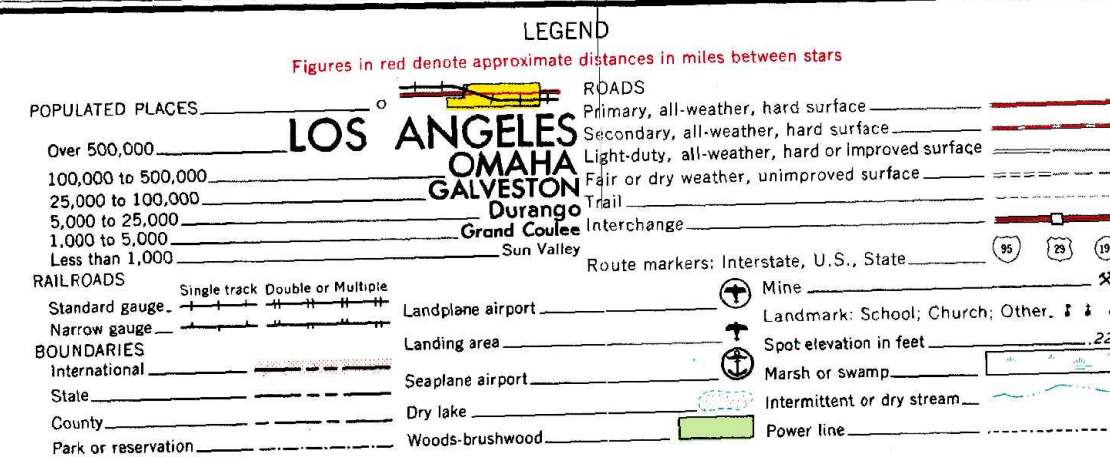 LEGEND
Figures in red denote approximate distances in miles between stars
POPULATED PLACES
Over 500,000 LOS ANGELES
100,000 to 500,000 OMAHA
25,000 to 100,000 GALVESTON
5,000 to 25,000 Durango
1,000 to 5,000 Grand Coulee
Less than 1,000 Sun Valley
RAILROADS
Single track Double or Multiple
Standard gauge
Narrow gauge
BOUNDARIES
International
State
County
Park or reservation
Landplane airport
Landing area
Seaplane airport
Dry lake
Woods-brushwood
ROADS
Primary, all-weather, hard surface
Secondary, all-weather, hard surface
Light-duty, all-weather, hard or improved surface
Fair or dry weather, unimproved surface
Trail
Interchange
Route markers: Interstate, U.S., State 95 29
Mine
Landmark: School; Church; Other
Spot elevation in feet
Marsh or swamp
Intermittent or dry stream
Power line